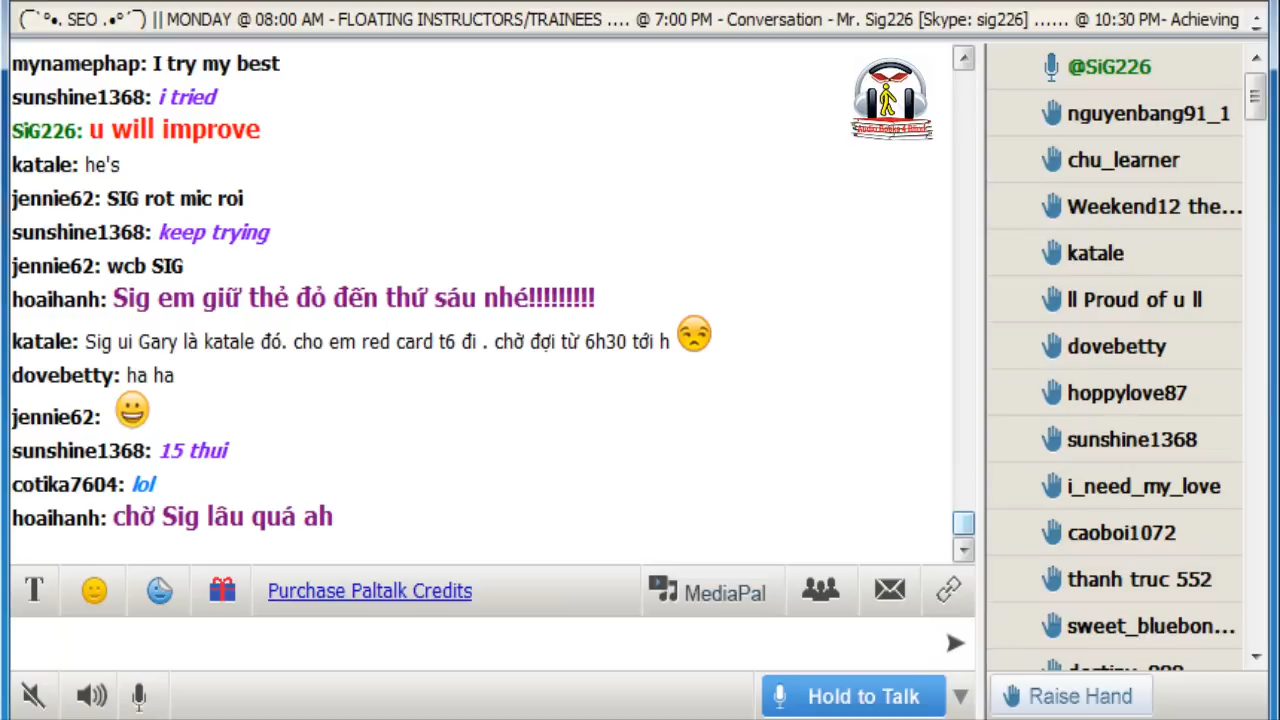 (¯`°•. SEO .•°´¯) || MONDAY @ 08:00 AM - FLOATING INSTRUCTORS/TRAINEES .... @ 7:00 PM - Conversation - Mr. Sig226 [Skype: sig226] ...... @ 10:30 PM- Achieving
mynamephap: I try my best
sunshine1368: i tried
SiG226: u will improve
katale: he's
jennie62: SIG rot mic roi
sunshine1368: keep trying
jennie62: wcb SIG
hoaihanh: Sig em giữ thẻ đỏ đến thứ sáu nhé!!!!!!!!!
katale: Sig ui Gary là katale đó. cho em red card t6 đi . chờ đợi từ 6h30 tới h
dovebetty: ha ha
jennie62:
sunshine1368: 15 thui
cotika7604: lol
hoaihanh: chờ Sig lâu quá ah
Audio Books 4 Blind
@SiG226
nguyenbang91_1
chu_learner
Weekend12 the...
katale
ll Proud of u ll
dovebetty
hoppylove87
sunshine1368
i_need_my_love
caoboi1072
thanh truc 552
sweet_bluebon...
T
Purchase Paltalk Credits
MediaPal
Hold to Talk
Raise Hand